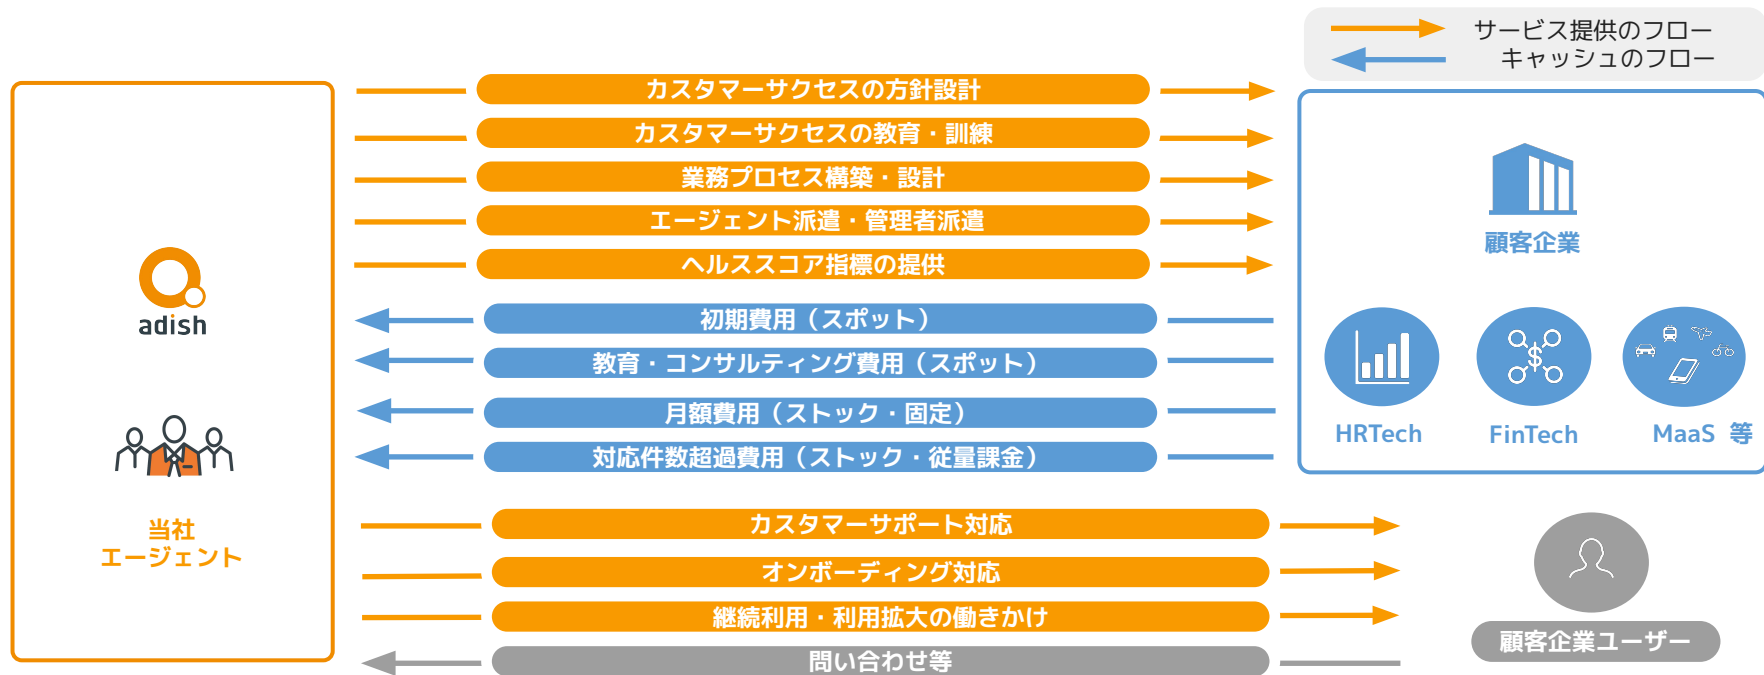 サービス提供のフロー
キャッシュのフロー
カスタマーサクセスの方針設計
カスタマーサクセスの教育・訓練
業務プロセス構築・設計
エージェント派遣・管理者派遣
ヘルススコア指標の提供
初期費用（スポット）
教育・コンサルティング費用（スポット）
月額費用（ストック・固定）
対応件数超過費用（ストック・従量課金）
カスタマーサポート対応
オンボーディング対応
継続利用・利用拡大の働きかけ
問い合わせ等
adish
当社
エージェント
顧客企業
$
HRTech
FinTech
MaaS 等
顧客企業ユーザー